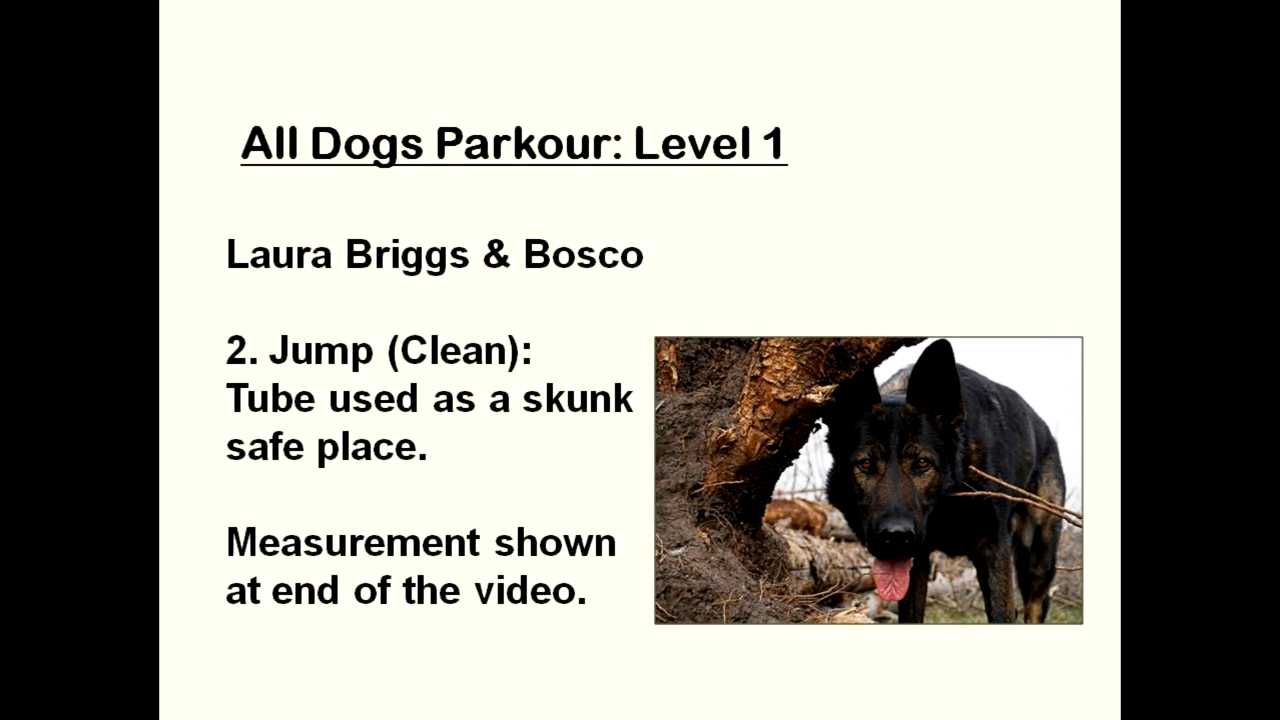 All Dogs Parkour: Level 1
Laura Briggs & Bosco
2. Jump (Clean):
Tube used as a skunk
safe place.
Measurement shown
at end of the video.